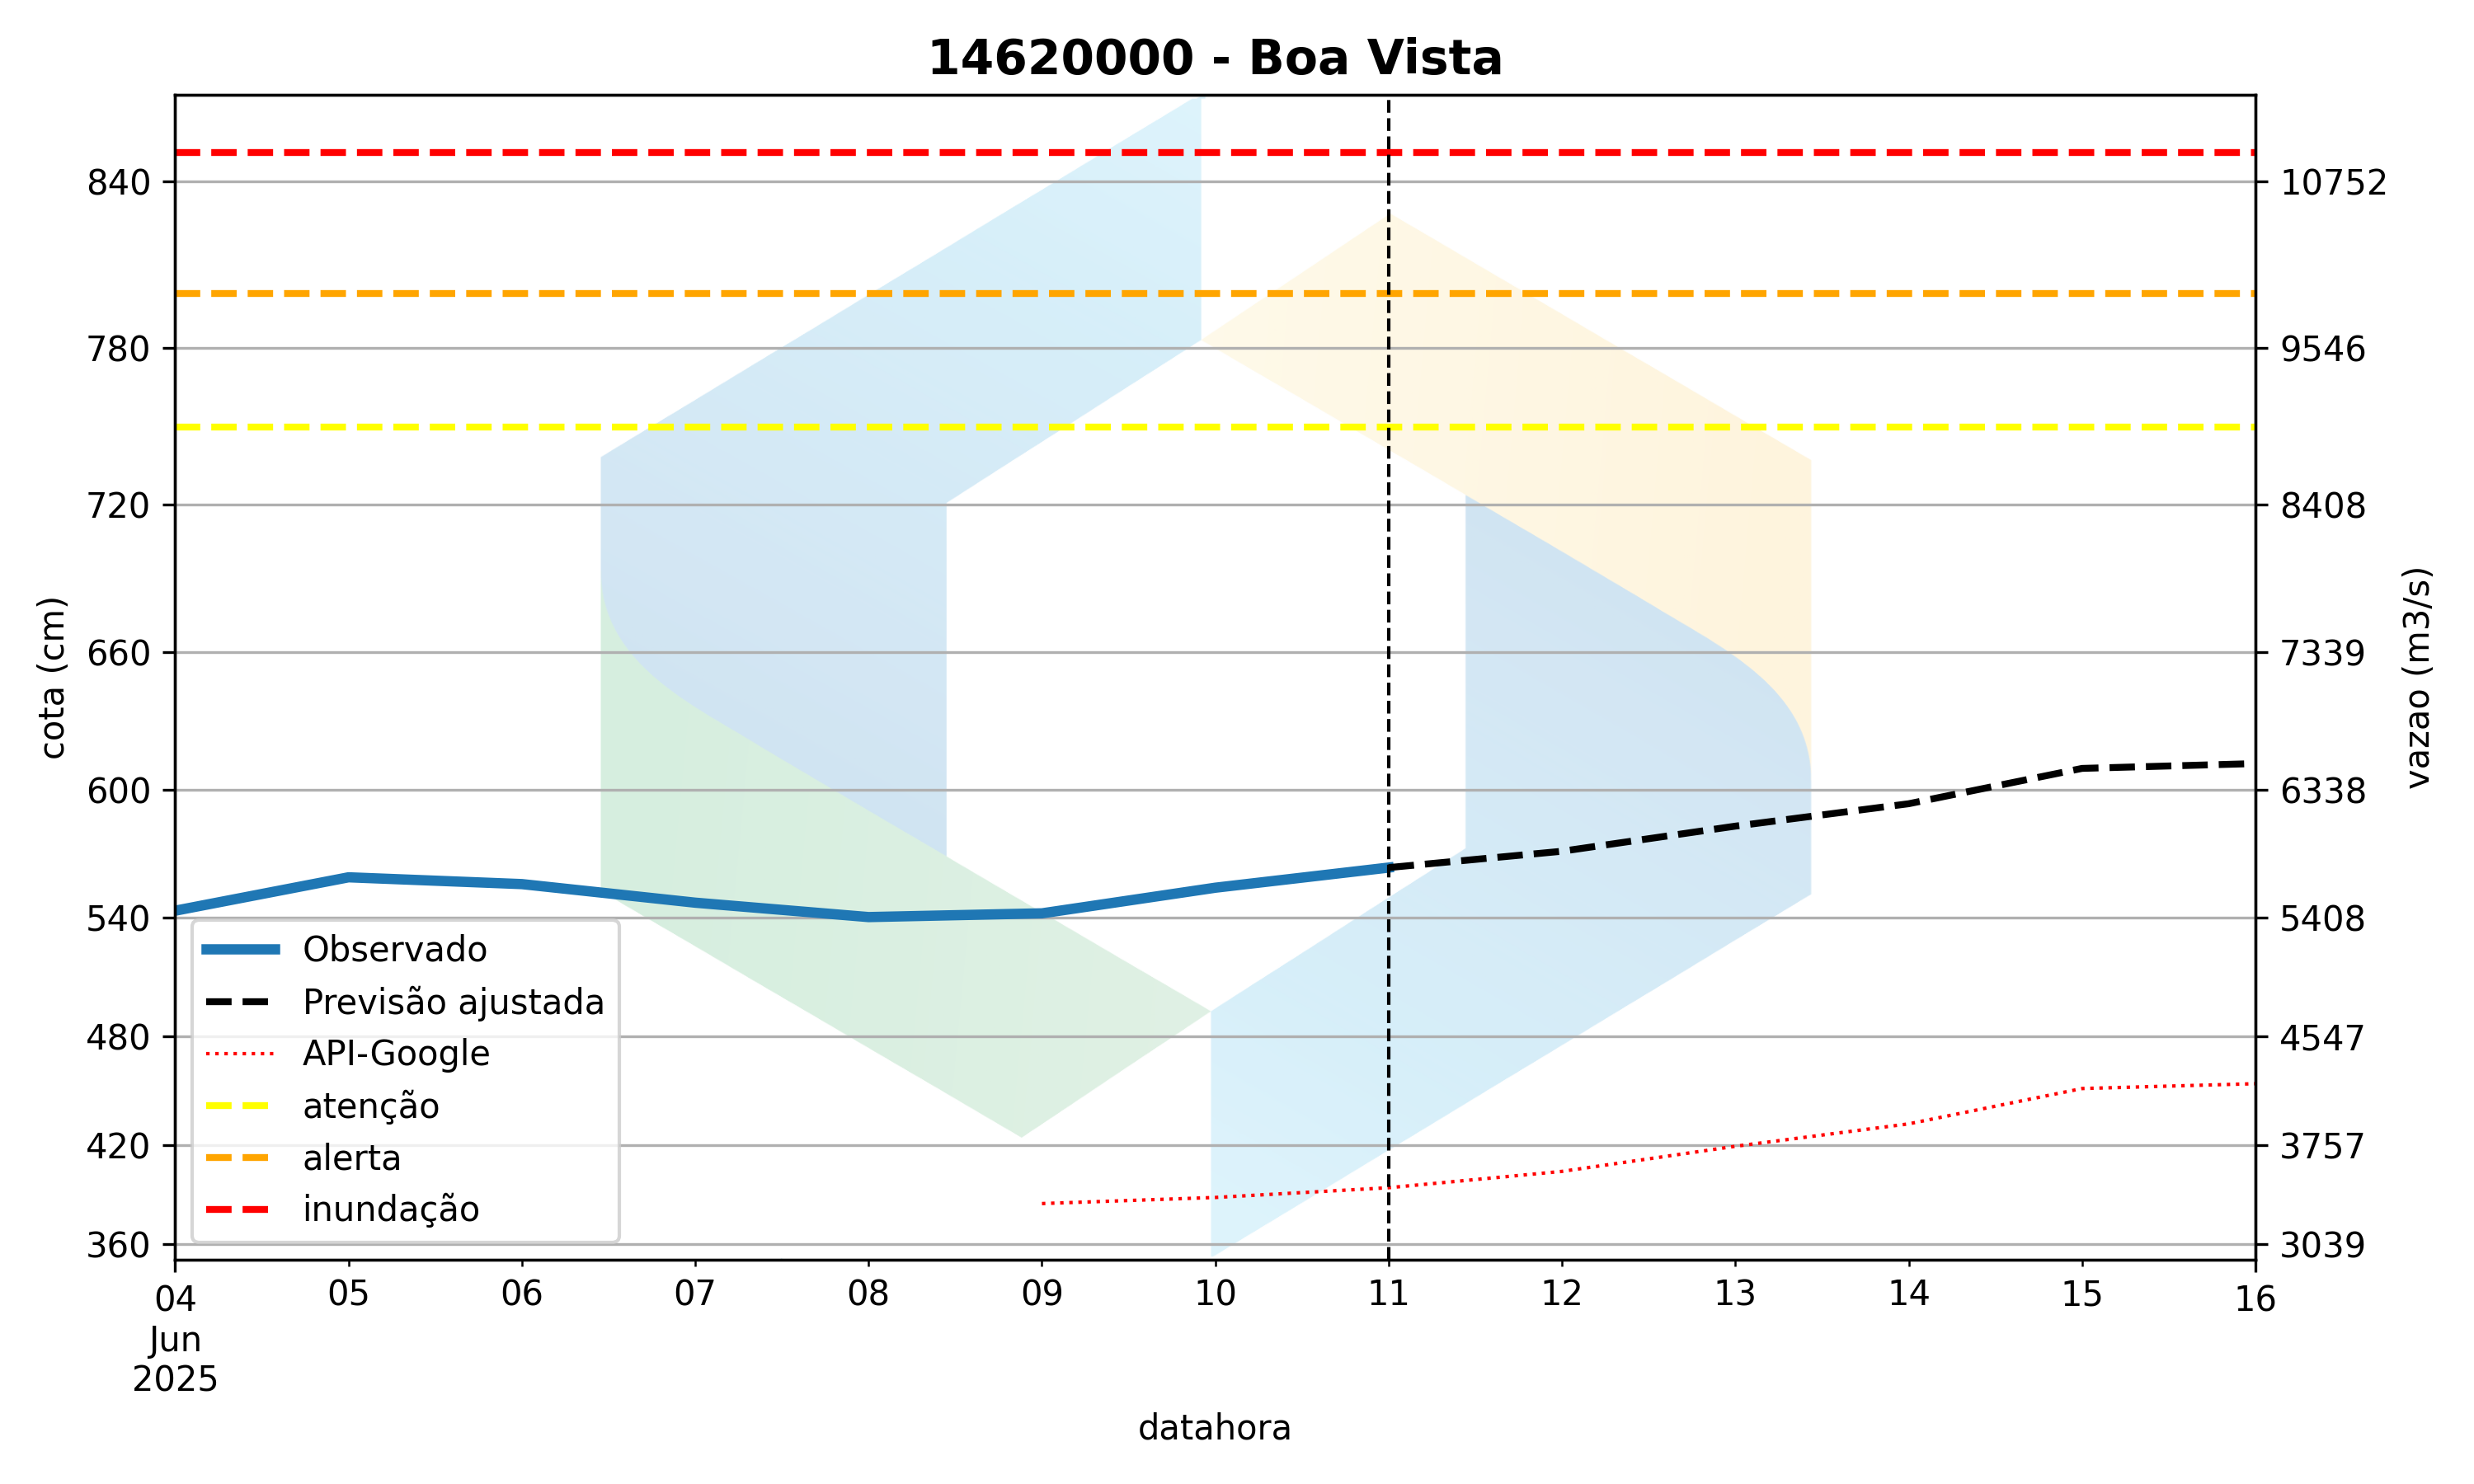 14620000 - Boa Vista
840
780
720
660
600
540
480
420
360
cota (cm)
10752
9546
8408
7339
6338
5408
4547
3757
3039
vazao (m3/s)
Observado
Previsão ajustada
API-Google
atenção
alerta
inundação
04 05 06 07 08 09 10 11 12 13 14 15 16
Jun
2025
datahora